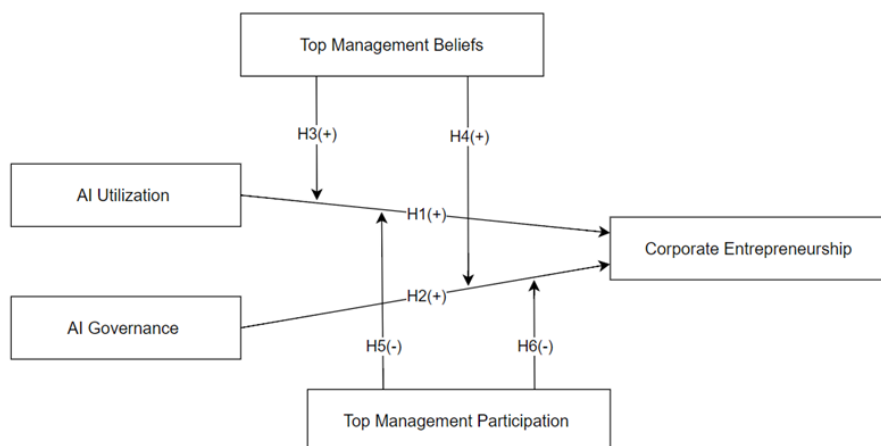 Top Management Beliefs
H3(+)
H4(+)
AI Utilization
H1(+)
Corporate Entrepreneurship
H2(+)
AI Governance
H5(-)
H6(-)
Top Management Participation